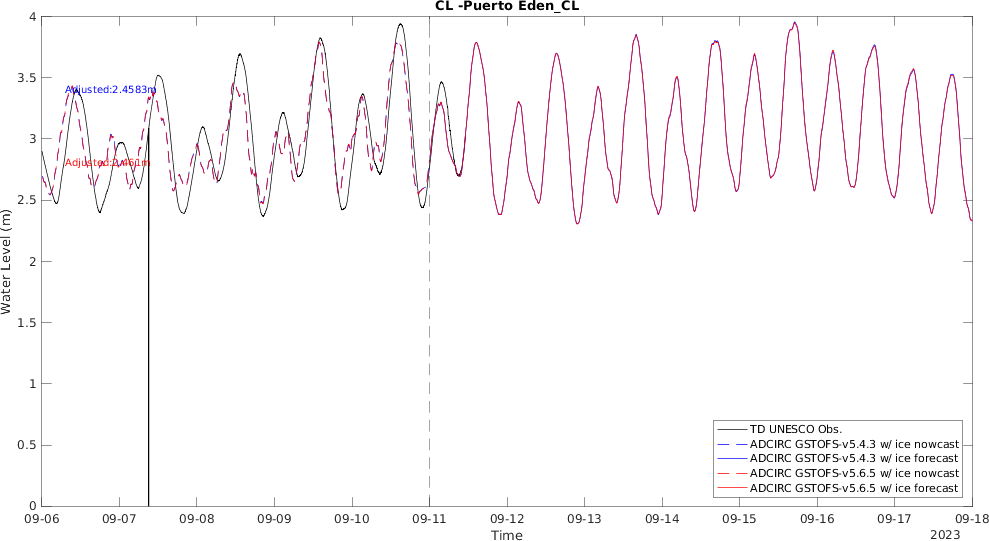 CL -Puerto Eden_CL
4
3.5
3
2.5
2
1.5
1
0.5
0
Water Level (m)
Adjusted:2.4583m
Adjusted:2.461m
TD UNESCO Obs.
ADCIRC GSTOFS-v5.4.3 w/ ice nowcast
ADCIRC GSTOFS-v5.4.3 w/ ice forecast
ADCIRC GSTOFS-v5.6.5 w/ ice nowcast
ADCIRC GSTOFS-v5.6.5 w/ ice forecast
09-06 09-07 09-08 09-09 09-10 09-11 09-12 09-13 09-14 09-15 09-16 09-17 09-18
Time
2023